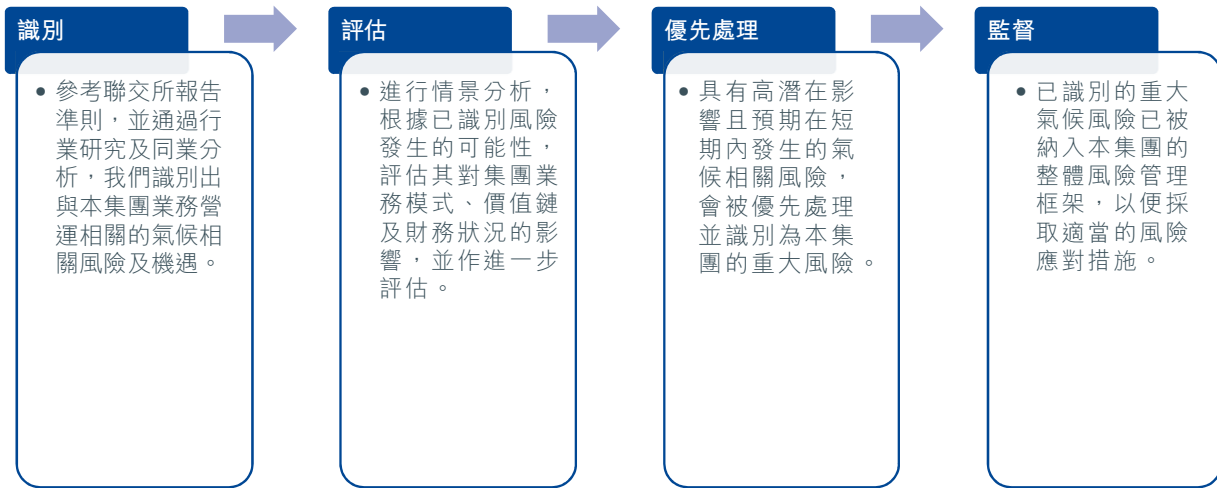 識別
• 參考聯交所報告
準則，並通過行
業研究及同業分
析，我們識別出
與本集團業務營
運相關的氣候相
關風險及機遇。
評估
• 進行情景分析，
根據已識別風險
發生的可能性，
評估其對集團業
務模式、價值鏈
及財務狀況的影
響，並作進一步
評估。
優先處理
• 具有高潛在影
響且預期在短
期內發生的氣
候相關風險，
會被優先處理
並識別為本集
團的重大風險。
監督
• 已識別的重大
氣候風險已被
納入本集團的
整體風險管理
框架，以便採
取適當的風險
應對措施。